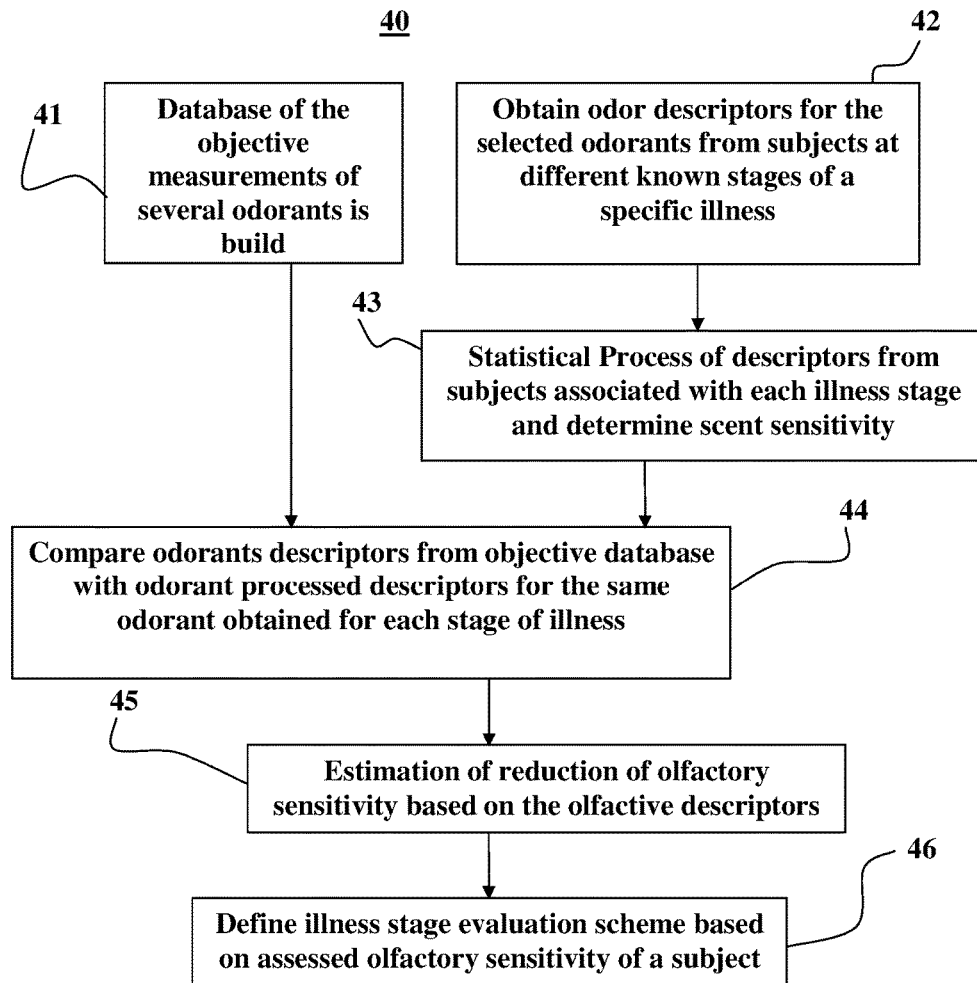 40
42
41
Database of the
objective
measurements of
several odorants is
build
Obtain odor descriptors for the
selected odorants from subjects at
different known stages of a
specific illness
43
Statistical Process of descriptors from
subjects associated with each illness stage
and determine scent sensitivity
44
Compare odorants descriptors from objective database
with odorant processed descriptors for the same
odorant obtained for each stage of illness
45
Estimation of reduction of olfactory
sensitivity based on the olfactive descriptors
46
Define illness stage evaluation scheme based
on assessed olfactory sensitivity of a subject